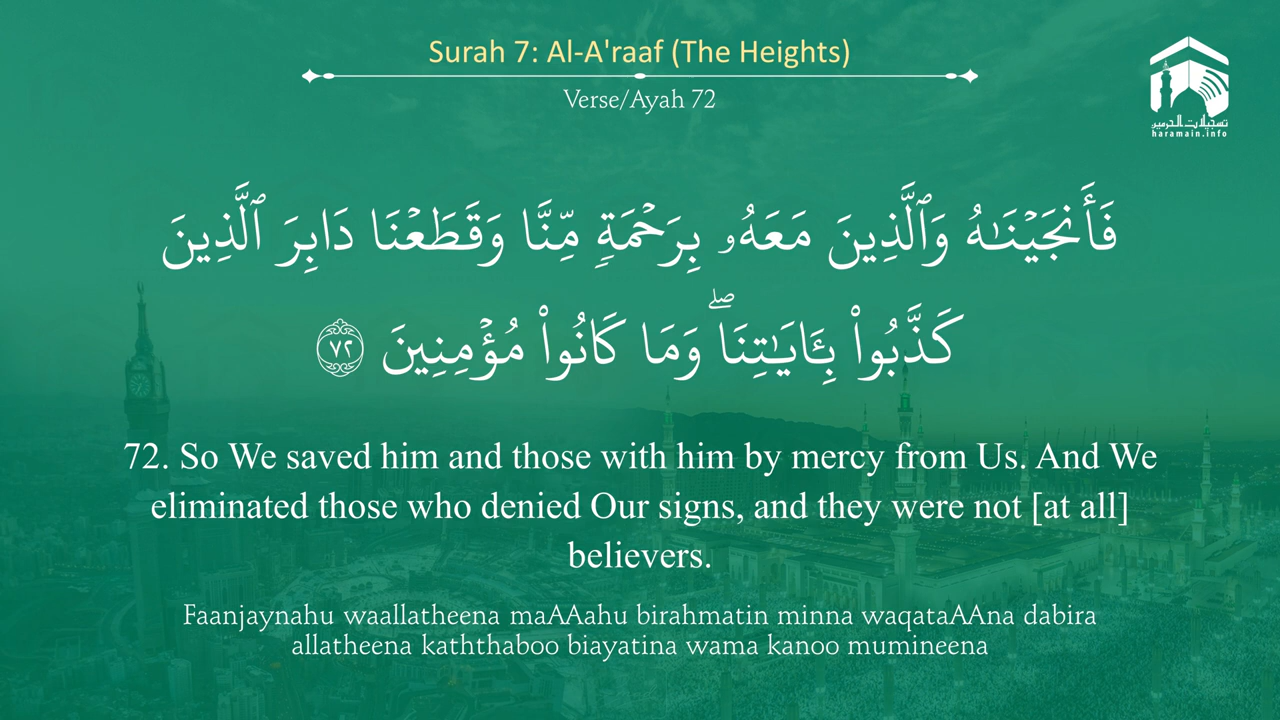 Surah 7: Al-A'raaf (The Heights)
Verse/Ayah 72
تسجيلات الحرمين
haramain.info
فَأَنجَيْنَـٰهُ وَٱلَّذِينَ مَعَهُۥ بِرَحْمَةٍ مِّنَّا وَقَطَعْنَا دَابِرَ ٱلَّذِينَ
كَذَّبُوا۟ بِـَٔايَـٰتِنَا ۖ وَمَا كَانُوا۟ مُؤْمِنِينَ ٧٢
72. So We saved him and those with him by mercy from Us. And We
eliminated those who denied Our signs, and they were not [at all]
believers.
Faanjaynahu waallatheena maAAahu birahmatin minna waqataAAna dabira
allatheena kaththaboo biayatina wama kanoo mumineena